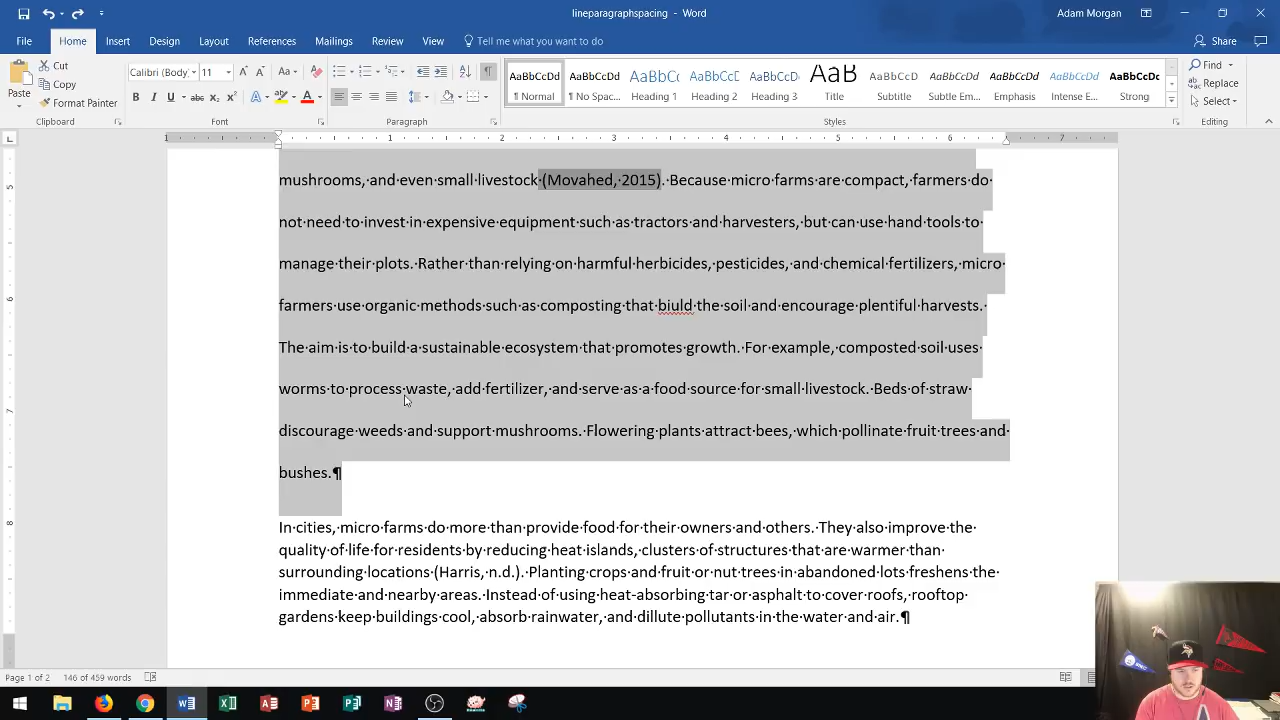 lineparagraphspacing - Word
Adam Morgan
File Home Insert Design Layout References Mailings Review View Tell me what you want to do Share
Paste Cut Copy Format Painter Clipboard
Calibri (Body) 11 Font
Paragraph
AaBbCcDd ¶ Normal
AaBbCcDd ¶ No Spac...
AaBbC( Heading 1
AaBbCcD Heading 2
AaBbCcD Heading 3
AaB Title
AaBbCcD Subtitle
AaBbCcDd Subtle Em...
AaBbCcDd Emphasis
AaBbCcDd Intense E...
AaBbCcDc Strong
Styles
Find Replace Select Editing
1 1 2 3 4 5 6 7
mushrooms, and even small livestock (Movahed, 2015). Because micro farms are compact, farmers do
not need to invest in expensive equipment such as tractors and harvesters, but can use hand tools to
manage their plots. Rather than relying on harmful herbicides, pesticides, and chemical fertilizers, micro
farmers use organic methods such as composting that biuld the soil and encourage plentiful harvests.
The aim is to build a sustainable ecosystem that promotes growth. For example, composted soil uses
worms to process waste, add fertilizer, and serve as a food source for small livestock. Beds of straw
discourage weeds and support mushrooms. Flowering plants attract bees, which pollinate fruit trees and
bushes.¶
In cities, micro farms do more than provide food for their owners and others. They also improve the
quality of life for residents by reducing heat islands, clusters of structures that are warmer than
surrounding locations (Harris, n.d.). Planting crops and fruit or nut trees in abandoned lots freshens the
immediate and nearby areas. Instead of using heat-absorbing tar or asphalt to cover roofs, rooftop
gardens keep buildings cool, absorb rainwater, and dillute pollutants in the water and air.¶
Page 1 of 2 146 of 459 words